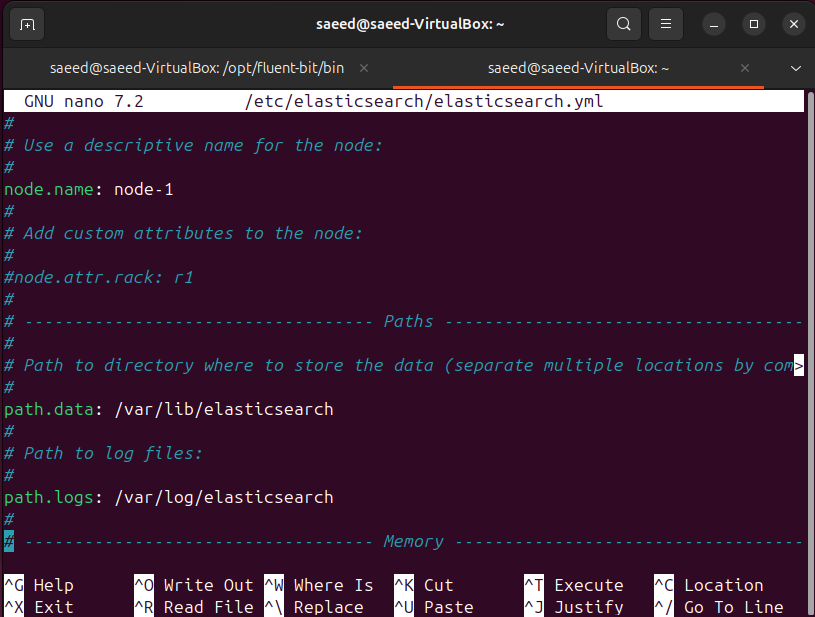 saeed@saeed-VirtualBox: ~
saeed@saeed-VirtualBox: /opt/fluent-bit/bin
saeed@saeed-VirtualBox: ~
GNU nano 7.2 /etc/elasticsearch/elasticsearch.yml
#
# Use a descriptive name for the node:
#
node.name: node-1
#
# Add custom attributes to the node:
#
#node.attr.rack: r1
#
# ----------------------------------- Paths ------------------------------------
#
# Path to directory where to store the data (separate multiple locations by com>
#
path.data: /var/lib/elasticsearch
#
# Path to log files:
#
path.logs: /var/log/elasticsearch
#
# ----------------------------------- Memory -----------------------------------
^G Help ^O Write Out ^W Where Is ^K Cut ^T Execute ^C Location
^X Exit ^R Read File ^\ Replace ^U Paste ^J Justify ^/ Go To Line